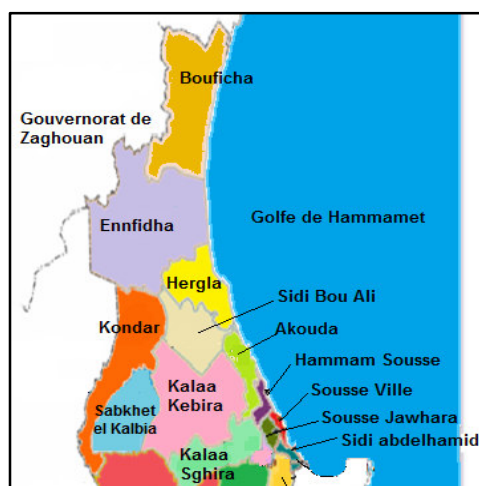 Bouficha
Gouvernorat de
Zaghouan
Ennfidha
Golfe de Hammamet
Hergla
Sidi Bou Ali
Kondar
Akouda
Hammam Sousse
Kalaa
Kebira
Sousse Ville
Sabkhet
el Kalbia
Sousse Jawhara
Sidi abdelhamid
Kalaa
Sghira